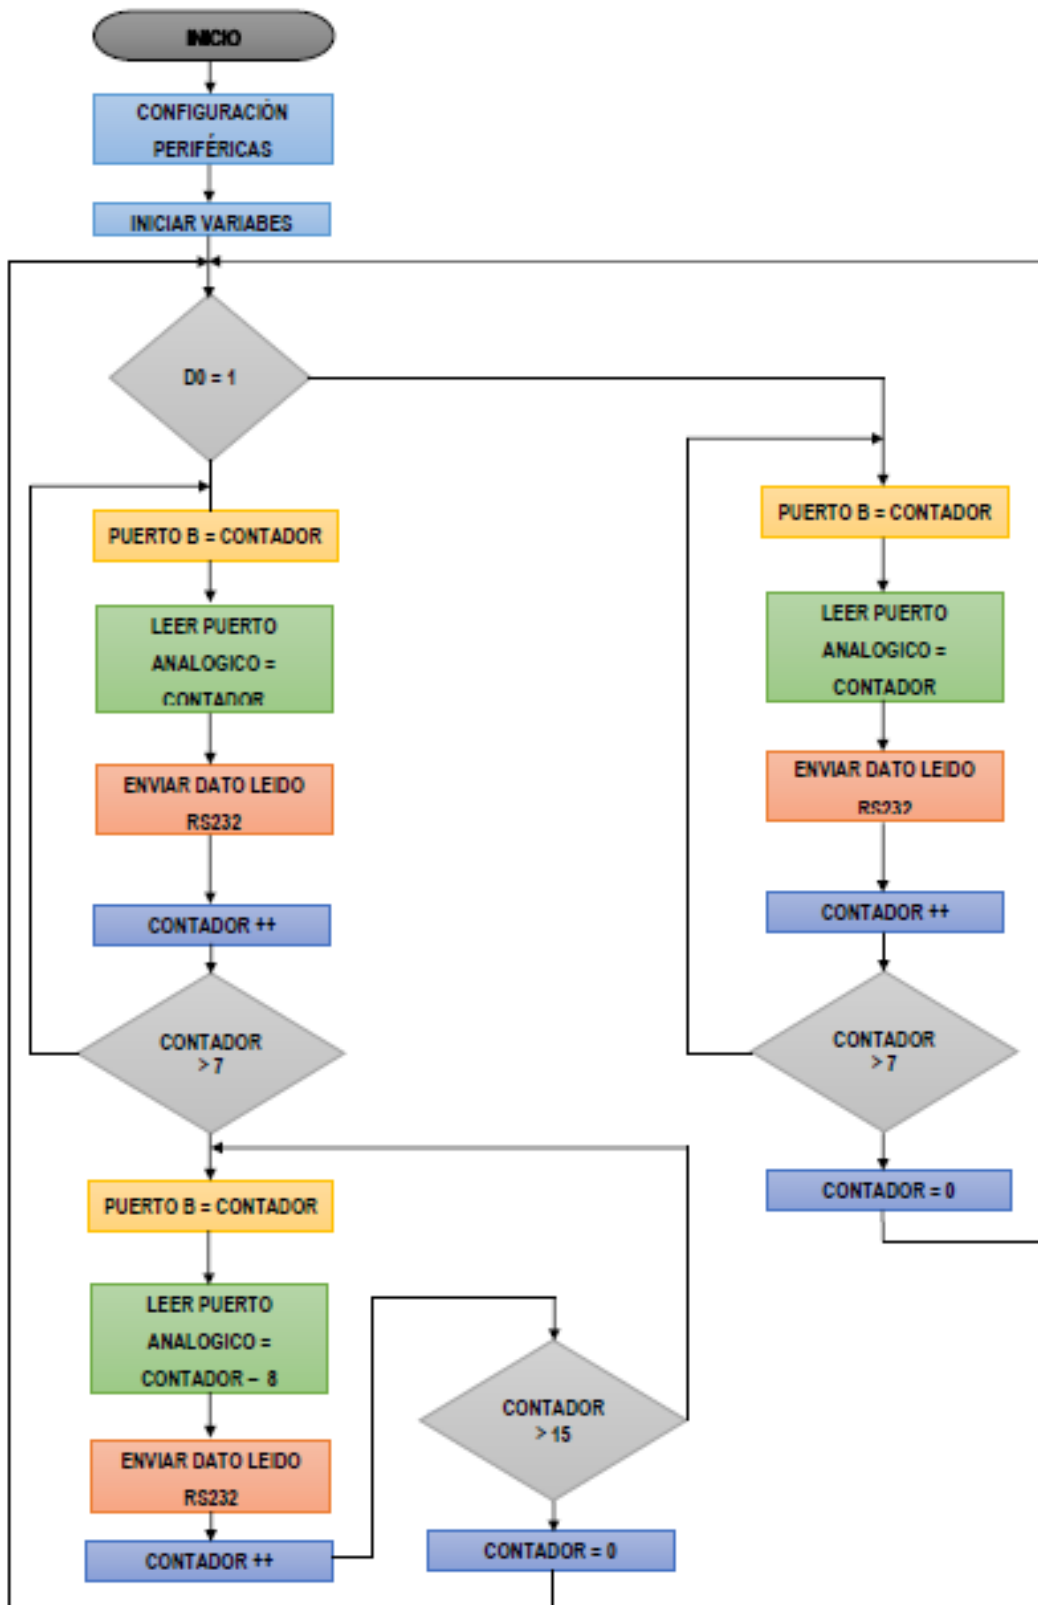 INICIO
CONFIGURACIÓN
PERIFÉRICAS
INICIAR VARIABES
D0 = 1
PUERTO B = CONTADOR
LEER PUERTO
ANALOGICO =
CONTADOR
ENVIAR DATO LEIDO
RS232
CONTADOR ++
CONTADOR
> 7
PUERTO B = CONTADOR
LEER PUERTO
ANALOGICO =
CONTADOR – 8
ENVIAR DATO LEIDO
RS232
CONTADOR ++
CONTADOR
> 15
CONTADOR = 0
PUERTO B = CONTADOR
LEER PUERTO
ANALOGICO =
CONTADOR
ENVIAR DATO LEIDO
RS232
CONTADOR ++
CONTADOR
> 7
CONTADOR = 0